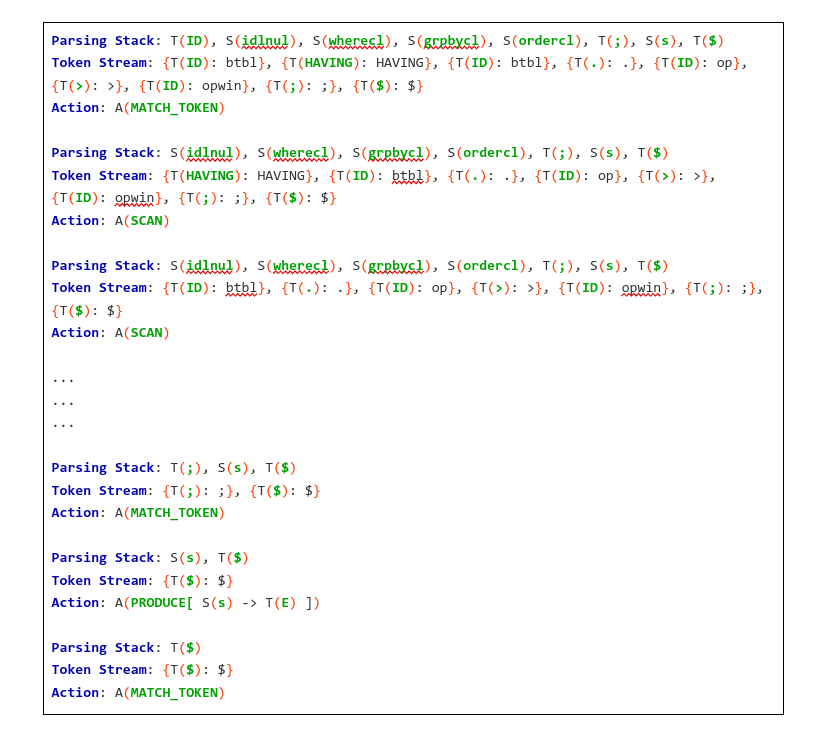 Parsing Stack: T(ID), S(idlnul), S(wherecl), S(grpbycl), S(ordercl), T(;), S(s), T($)
Token Stream: {T(ID): btbl}, {T(HAVING): HAVING}, {T(ID): btbl}, {T(.): .}, {T(ID): op},
{T(>): >}, {T(ID): opwin}, {T(;): ;}, {T($): $}
Action: A(MATCH_TOKEN)
Parsing Stack: S(idlnul), S(wherecl), S(grpbycl), S(ordercl), T(;), S(s), T($)
Token Stream: {T(HAVING): HAVING}, {T(ID): btbl}, {T(.): .}, {T(ID): op}, {T(>): >},
{T(ID): opwin}, {T(;): ;}, {T($): $}
Action: A(SCAN)
Parsing Stack: S(idlnul), S(wherecl), S(grpbycl), S(ordercl), T(;), S(s), T($)
Token Stream: {T(ID): btbl}, {T(.): .}, {T(ID): op}, {T(>): >}, {T(ID): opwin}, {T(;): ;},
{T($): $}
Action: A(SCAN)
...
...
...
Parsing Stack: T(;), S(s), T($)
Token Stream: {T(;): ;}, {T($): $}
Action: A(MATCH_TOKEN)
Parsing Stack: S(s), T($)
Token Stream: {T($): $}
Action: A(PRODUCE[ S(s) -> T(E) ])
Parsing Stack: T($)
Token Stream: {T($): $}
Action: A(MATCH_TOKEN)